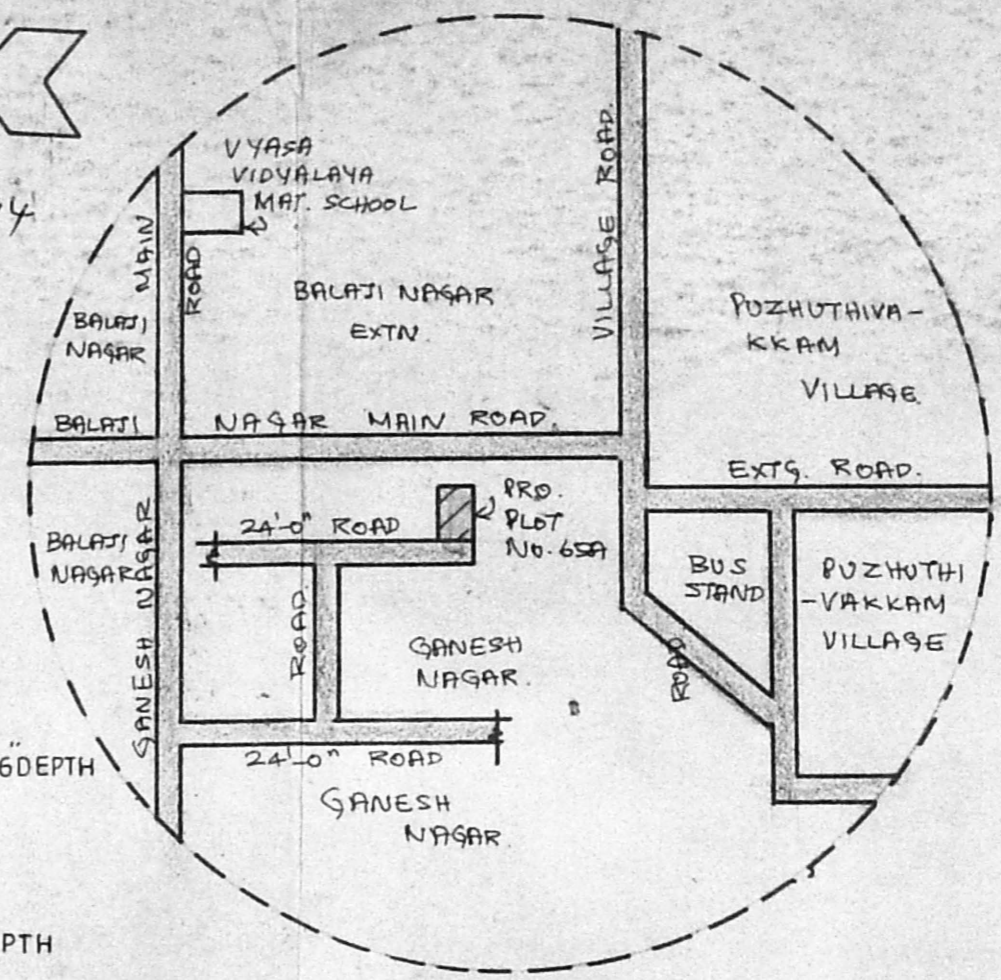 VYASA
VIDYALAYA
MAT. SCHOOL
4
MAIN
ROAD
VILLAGE ROAD.
BALAJI NAGAR
EXTN.
BALAJI
NAGAR
PUZHUTHIVA-
KKAM
VILLAGE
BALAJI NAGAR MAIN ROAD.
EXTG. ROAD.
PRO.
PLOT
NO. 65A
24'-0" ROAD
BALAJI
NAGAR
GANESH NAGAR
ROAD
BUS
STAND
PUZHUTHI
-VAKKAM
VILLAGE
GANESH
NAGAR.
ROAD
24'-0" ROAD
6"DEPTH
GANESH
NAGAR
PTH